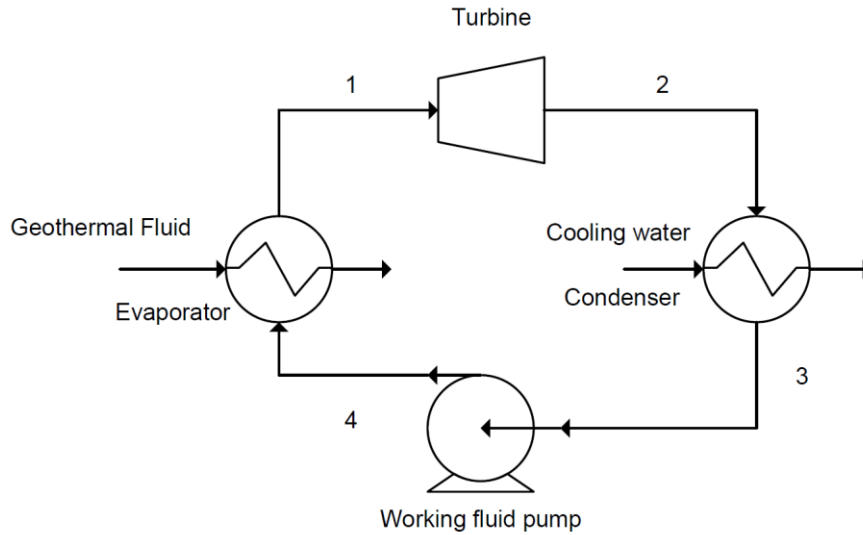 Turbine
1
2
Geothermal Fluid
Cooling water
Evaporator
Condenser
3
4
Working fluid pump